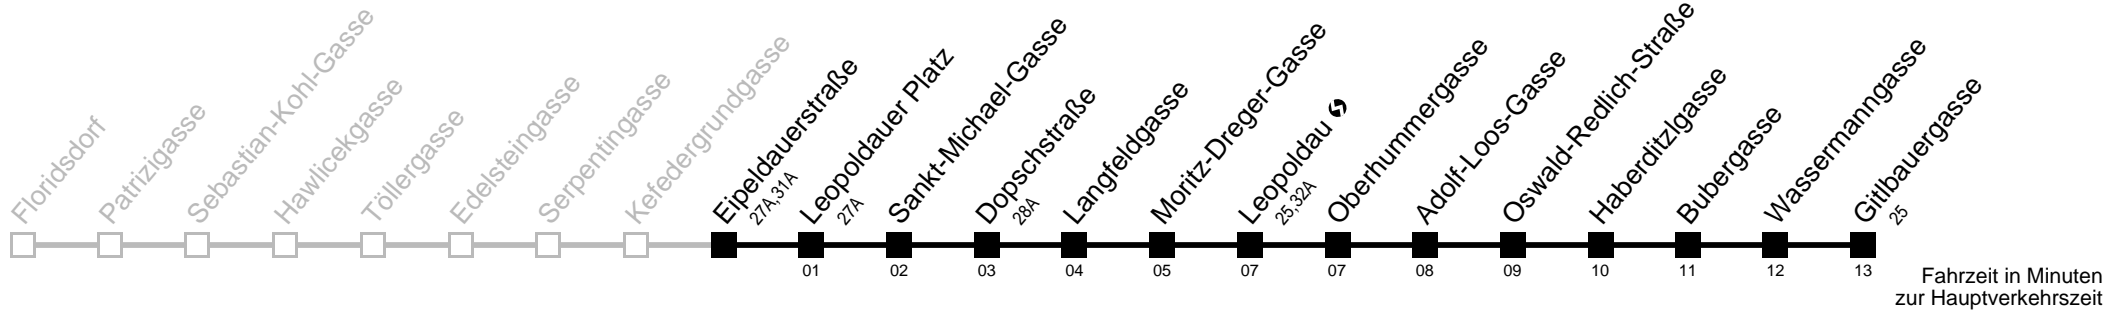 Floridsdorf
Patrizigasse
Sebastian-Kohl-Gasse
Hawlicekgasse
Töllergasse
Edelsteingasse
Serpentingasse
Kefedergrundgasse
Eipeldauerstraße
27A,31A
Leopoldauer Platz
27A
Sankt-Michael-Gasse
Dopschstraße
28A
Langfeldgasse
Moritz-Dreger-Gasse
Leopoldau
25,32A
Oberhummergasse
Adolf-Loos-Gasse
Oswald-Redlich-Straße
Haberditzlgasse
Bubergasse
Wassermanngasse
Gitlbauergasse
25
01 02 03 04 05 07 07 08 09 10 11 12 13
Fahrzeit in Minuten
zur Hauptverkehrszeit